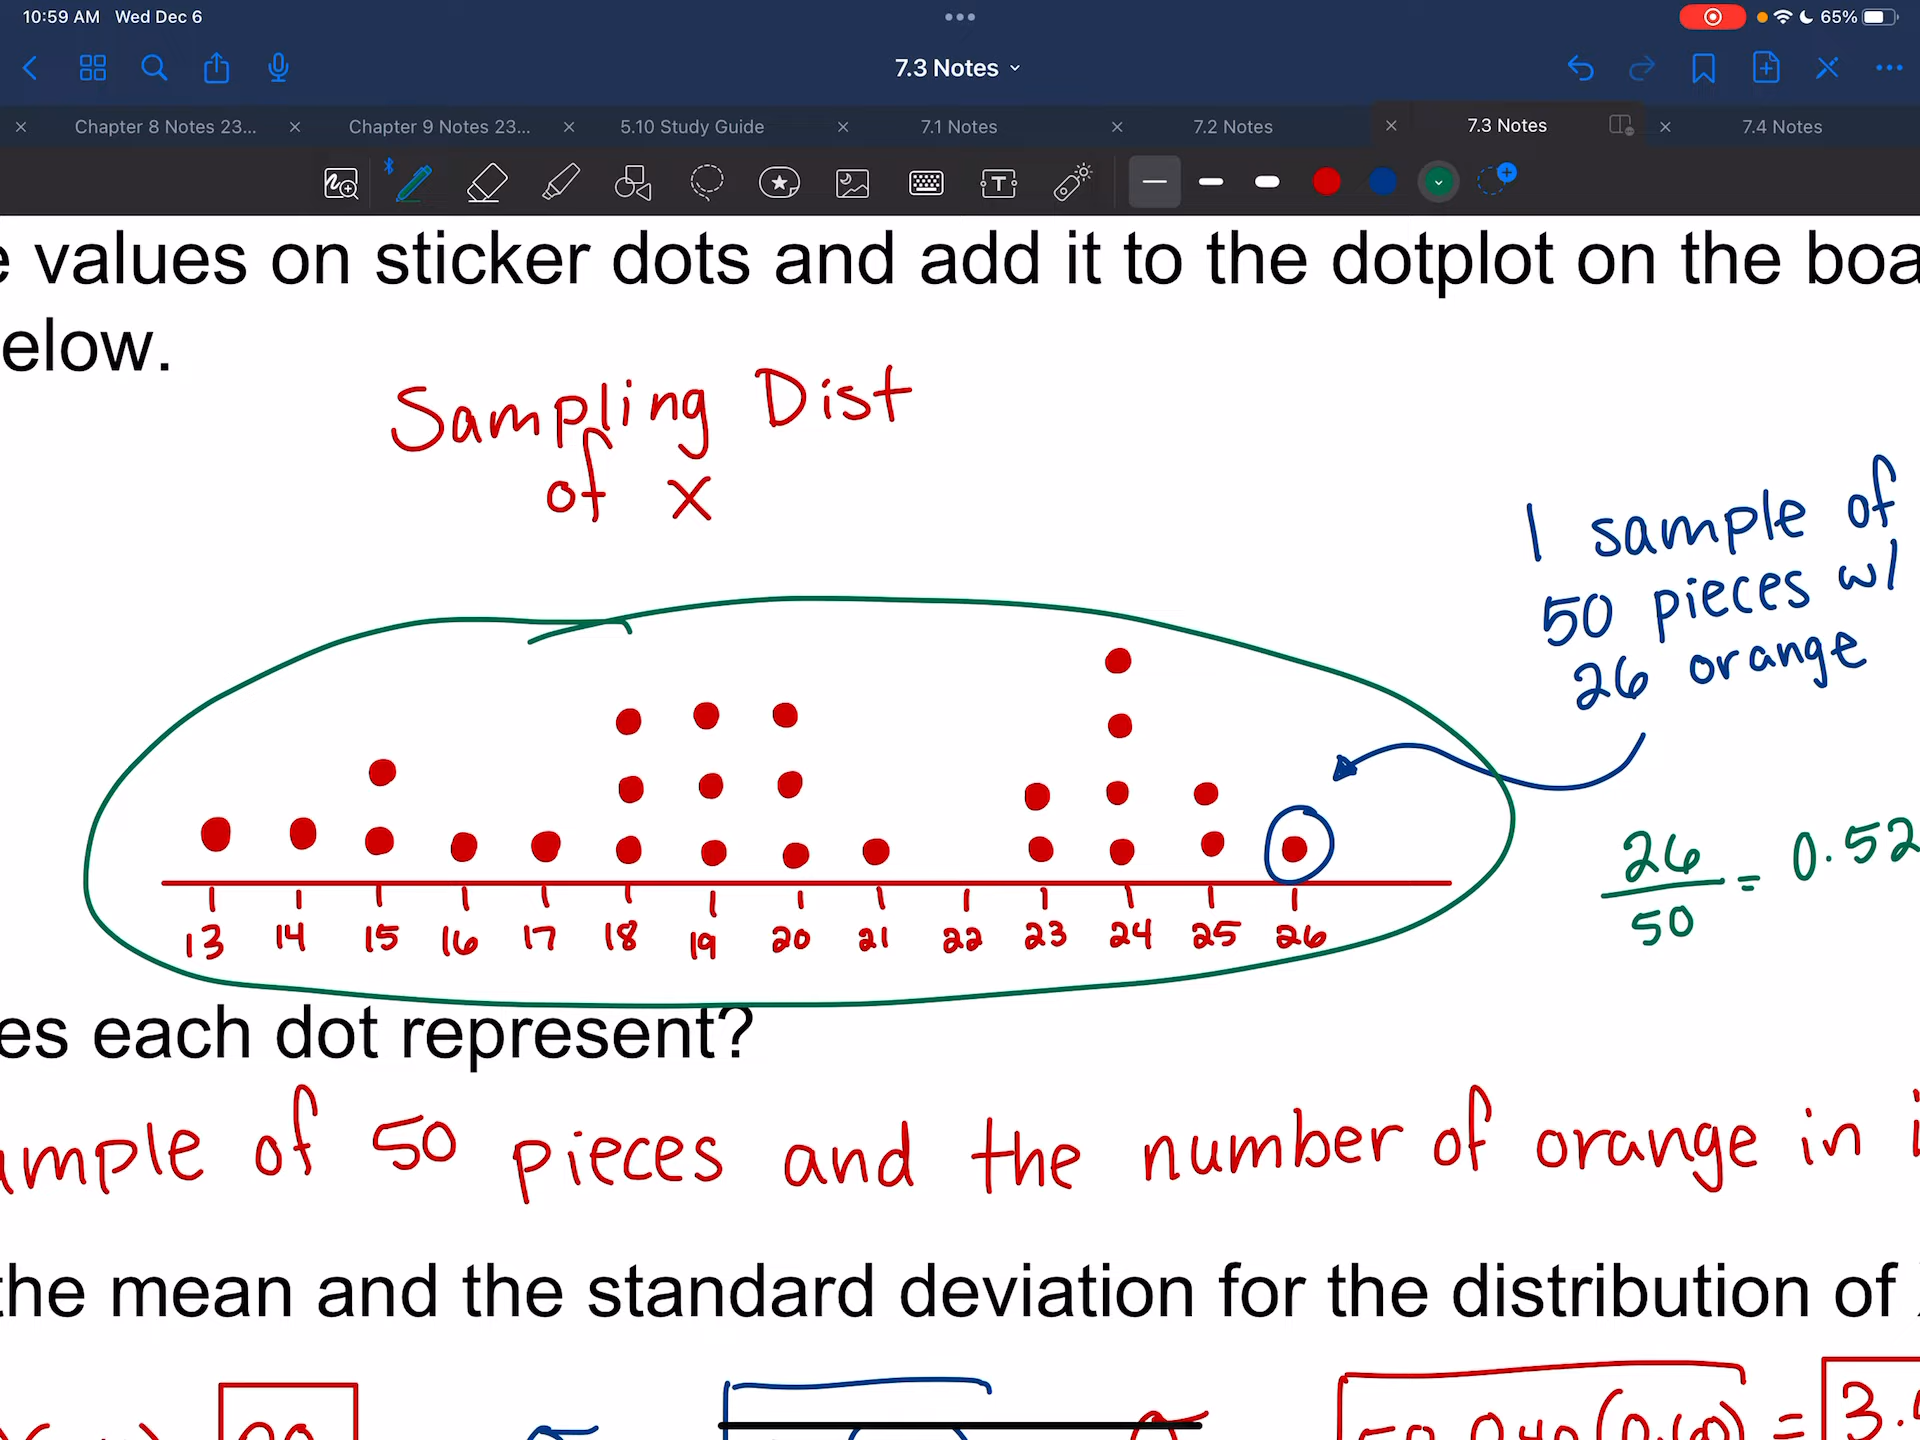 10:59 AM Wed Dec 6
65%
7.3 Notes
Chapter 8 Notes 23...
Chapter 9 Notes 23...
5.10 Study Guide
7.1 Notes
7.2 Notes
7.3 Notes
7.4 Notes
values on sticker dots and add it to the dotplot on the boa
elow.
Sampling Dist
of X
1 sample of
50 pieces w/
26 orange
26/50 = 0.52
13 14 15 16 17 18 19 20 21 22 23 24 25 26
es each dot represent?
ample of 50 pieces and the number of orange in
the mean and the standard deviation for the distribution of